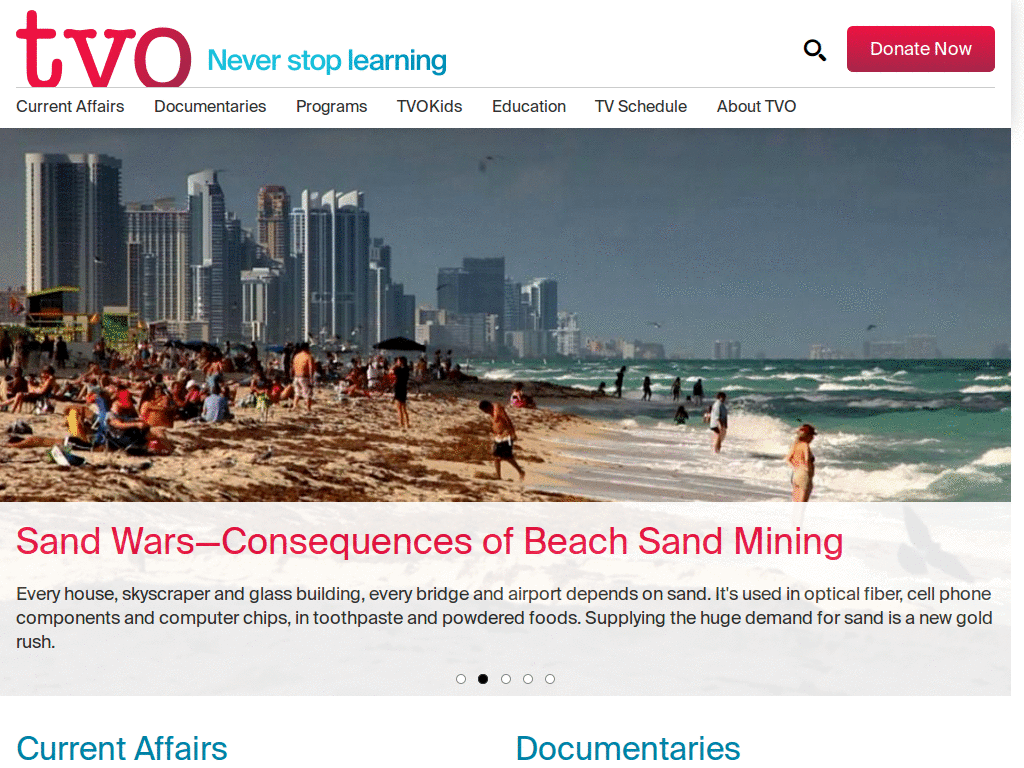 tvo Never stop learning
Donate Now
Current Affairs Documentaries Programs TVOKids Education TV Schedule About TVO
Sand Wars—Consequences of Beach Sand Mining
Every house, skyscraper and glass building, every bridge and airport depends on sand. It's used in optical fiber, cell phone
components and computer chips, in toothpaste and powdered foods. Supplying the huge demand for sand is a new gold
rush.
Current Affairs Documentaries